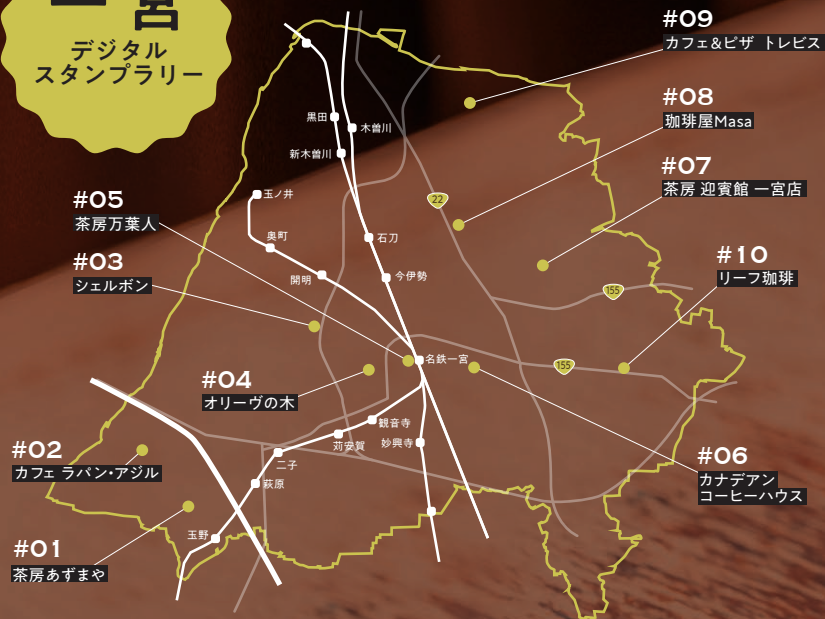 一宮
デジタル
スタンプラリー
#09
カフェ&ピザ トレビス
#08
珈琲屋Masa
#07
茶房 迎賓館 一宮店
#10
リーフ珈琲
#05
茶房万葉人
#03
シェルボン
#04
オリーヴの木
#02
カフェ ラパン・アジル
#01
茶房あずまや
#06
カナデアン
コーヒーハウス
黒田
木曽川
新木曽川
玉ノ井
22
奥町
石刀
開明
今伊勢
155
名鉄一宮
155
観音寺
苅安賀
妙興寺
二子
萩原
玉野